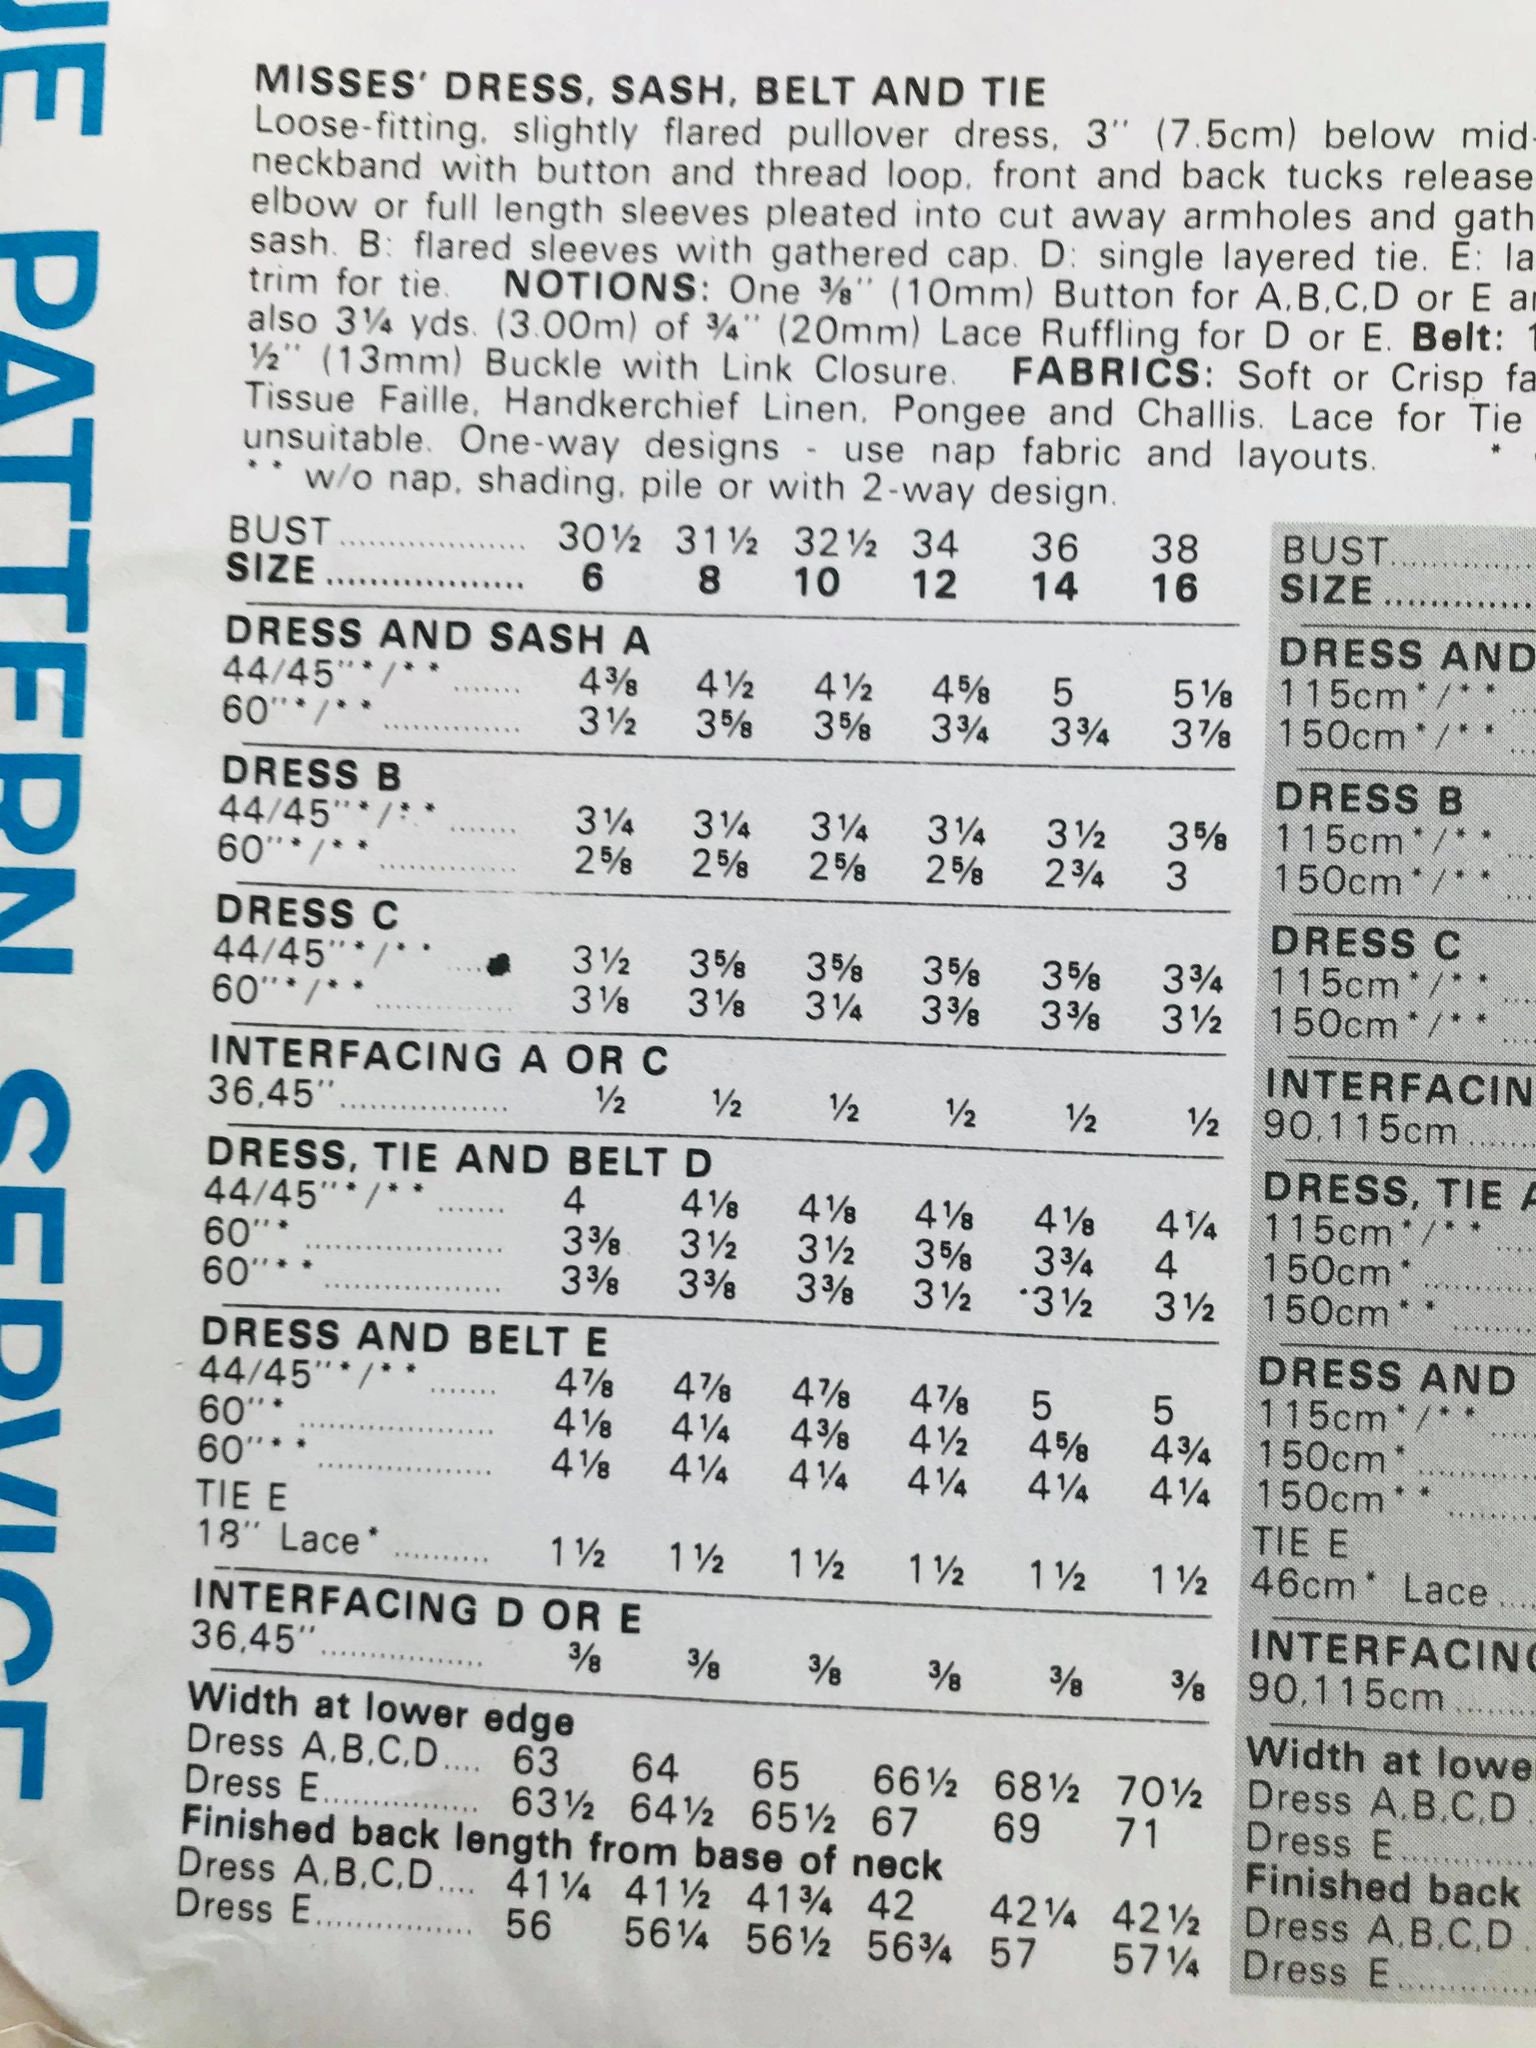 UE PATTERN SERVICE
MISSES' DRESS, SASH, BELT AND TIE
Loose-fitting, slightly flared pullover dress, 3" (7.5cm) below mid-
neckband with button and thread loop, front and back tucks release
elbow or full length sleeves pleated into cut away armholes and gath
sash. B: flared sleeves with gathered cap. D: single layered tie. E: la
trim for tie. NOTIONS: One ⅜" (10mm) Button for A,B,C,D or E a
also 3¼ yds. (3.00m) of ¾" (20mm) Lace Ruffling for D or E. Belt: 1
½" (13mm) Buckle with Link Closure. FABRICS: Soft or Crisp fa
Tissue Faille, Handkerchief Linen, Pongee and Challis. Lace for Tie
unsuitable. One-way designs - use nap fabric and layouts. *
** w/o nap, shading, pile or with 2-way design.
BUST.................... 30½ 31½ 32½ 34 36 38
SIZE.................... 6 8 10 12 14 16
DRESS AND SASH A
44/45"*/** ....... 4⅜ 4½ 4½ 4⅝ 5 5⅛
60"*/** .............. 3½ 3⅝ 3⅝ 3¾ 3¾ 3⅞
DRESS B
44/45"*/** ....... 3¼ 3¼ 3¼ 3¼ 3½ 3⅝
60"*/** .............. 2⅝ 2⅝ 2⅝ 2⅝ 2¾ 3
DRESS C
44/45"*/** ..... 3½ 3⅝ 3⅝ 3⅝ 3⅝ 3¾
60"*/** .............. 3⅛ 3⅛ 3¼ 3⅜ 3⅜ 3½
INTERFACING A OR C
36,45".................. ½ ½ ½ ½ ½ ½
DRESS, TIE AND BELT D
44/45"*/** ....... 4 4⅛ 4⅛ 4⅛ 4⅛ 4¼
60"* ..................... 3⅜ 3½ 3½ 3⅝ 3¾ 4
60"** ................... 3⅜ 3⅜ 3⅜ 3½ 3½ 3½
DRESS AND BELT E
44/45"*/** ....... 4⅞ 4⅞ 4⅞ 4⅞ 5 5
60"* ..................... 4⅛ 4¼ 4⅜ 4½ 4⅝ 4¾
60"** ................... 4⅛ 4¼ 4¼ 4¼ 4¼ 4¼
TIE E
18" Lace* .......... 1½ 1½ 1½ 1½ 1½ 1½
INTERFACING D OR E
36,45".................. ⅜ ⅜ ⅜ ⅜ ⅜ ⅜
Width at lower edge
Dress A,B,C,D.... 63 64 65 66½ 68½ 70½
Dress E................ 63½ 64½ 65½ 67 69 71
Finished back length from base of neck
Dress A,B,C,D.... 41¼ 41½ 41¾ 42 42¼ 42½
Dress E................ 56 56¼ 56½ 56¾ 57 57¼
BUST...............
SIZE...............
DRESS AND
115cm*/** ...
150cm*/** ...
DRESS B
115cm*/** ...
150cm*/** ...
DRESS C
115cm*/** ...
150cm*/** ...
INTERFACIN
90,115cm .......
DRESS, TIE A
115cm*/** ....
150cm* ............
150cm** .........
DRESS AND
115cm*/** ....
150cm* ............
150cm** .........
TIE E
46cm* Lace ....
INTERFACING
90,115cm ........
Width at lowe
Dress A,B,C,D .
Dress E..............
Finished back
Dress A,B,C,D .
Dress E..............